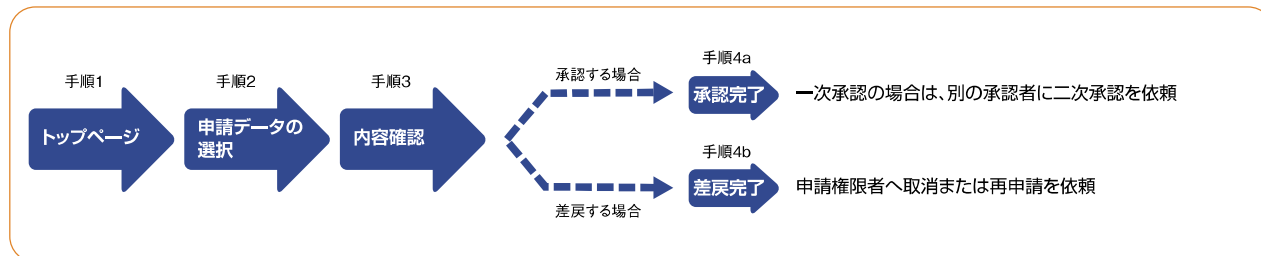 手順1
トップページ
手順2
申請データの
選択
手順3
内容確認
承認する場合
手順4a
承認完了
一次承認の場合は、別の承認者に二次承認を依頼
差戻する場合
手順4b
差戻完了
申請権限者へ取消または再申請を依頼